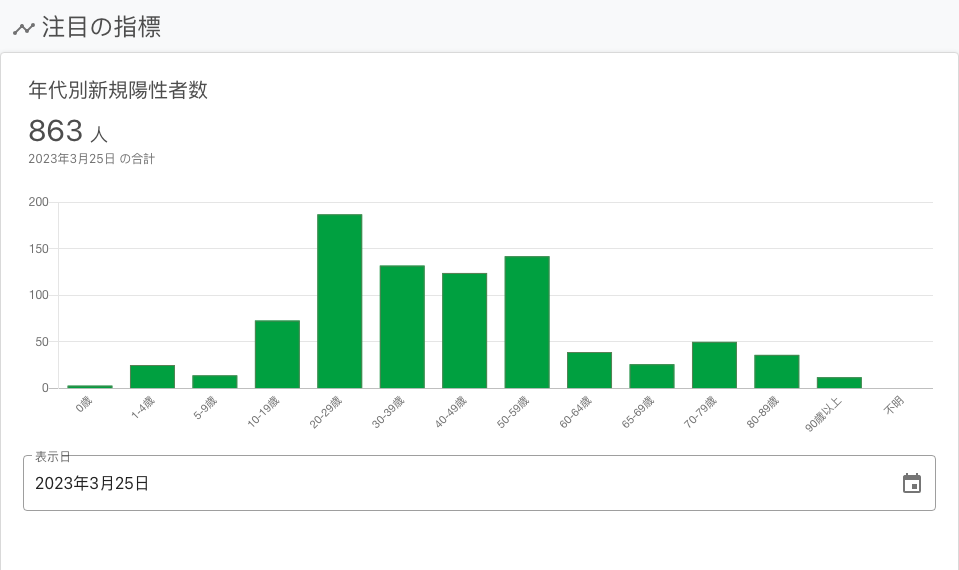 注目の指標
年代別新規陽性者数
863 人
2023年3月25日 の合計
200
150
100
50
0
0歳
1-4歳
5-9歳
10-19歳
20-29歳
30-39歳
40-49歳
50-59歳
60-64歳
65-69歳
70-79歳
80-89歳
90歳以上
不明
表示日
2023年3月25日